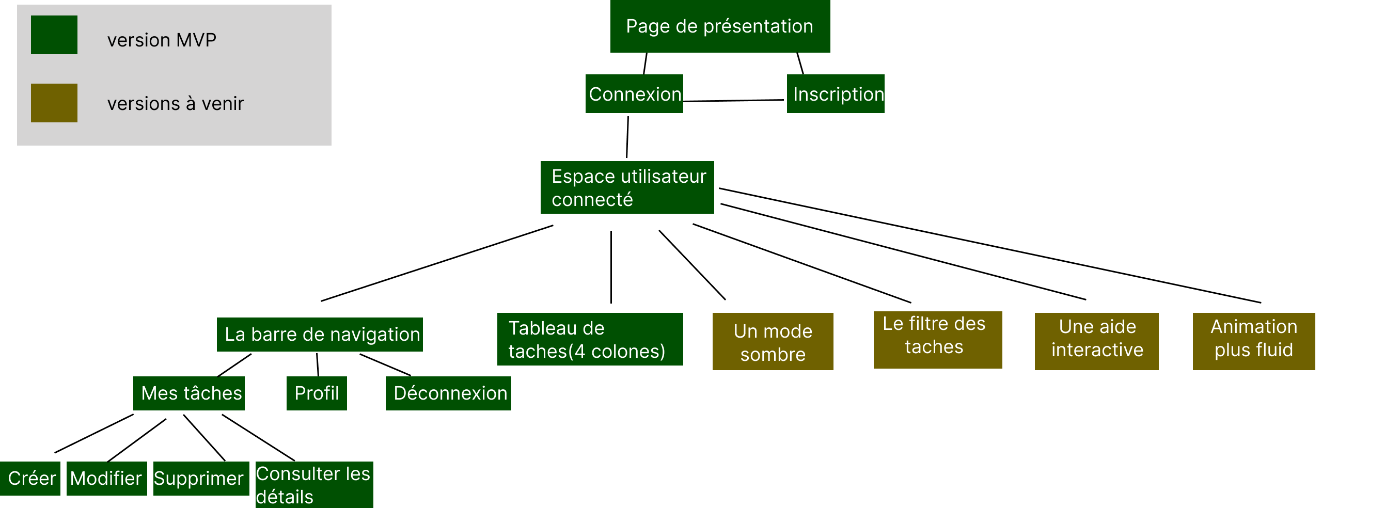 version MVP
versions à venir
Page de présentation
Connexion
Inscription
Espace utilisateur
connecté
La barre de navigation
Tableau de
taches(4 colones)
Un mode
sombre
Le filtre des
taches
Une aide
interactive
Animation
plus fluid
Mes tâches
Profil
Déconnexion
Créer
Modifier
Supprimer
Consulter les
détails